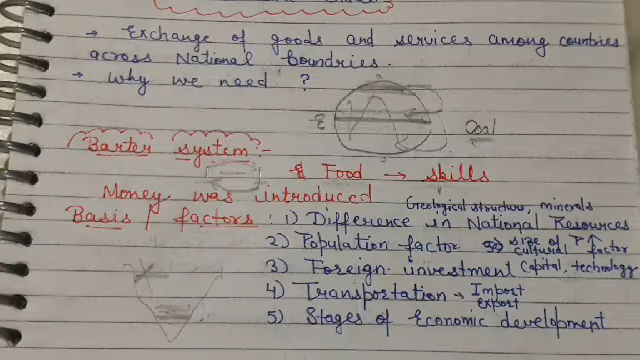 → Exchange of goods and services among countries
across National boundries.
→ Why we need ?
Coal
Barter system :-
Food → skills
Money was introduced
Geological structure, minerals
Basis / factors : 1) Difference in National Resources
2) Population factor size of P ↑
cultural factor
3) Foreign investment Capital, technology
4) Transportation → Import
export
5) Stages of Economic development